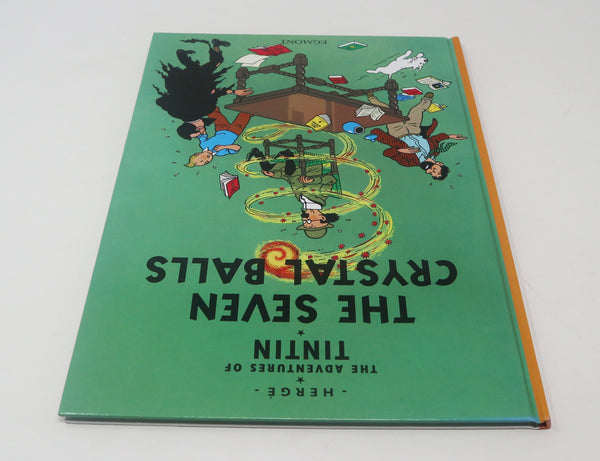 - HERGÉ -
★
THE ADVENTURES OF
TINTIN
★
THE SEVEN
CRYSTAL BALLS
EGMONT